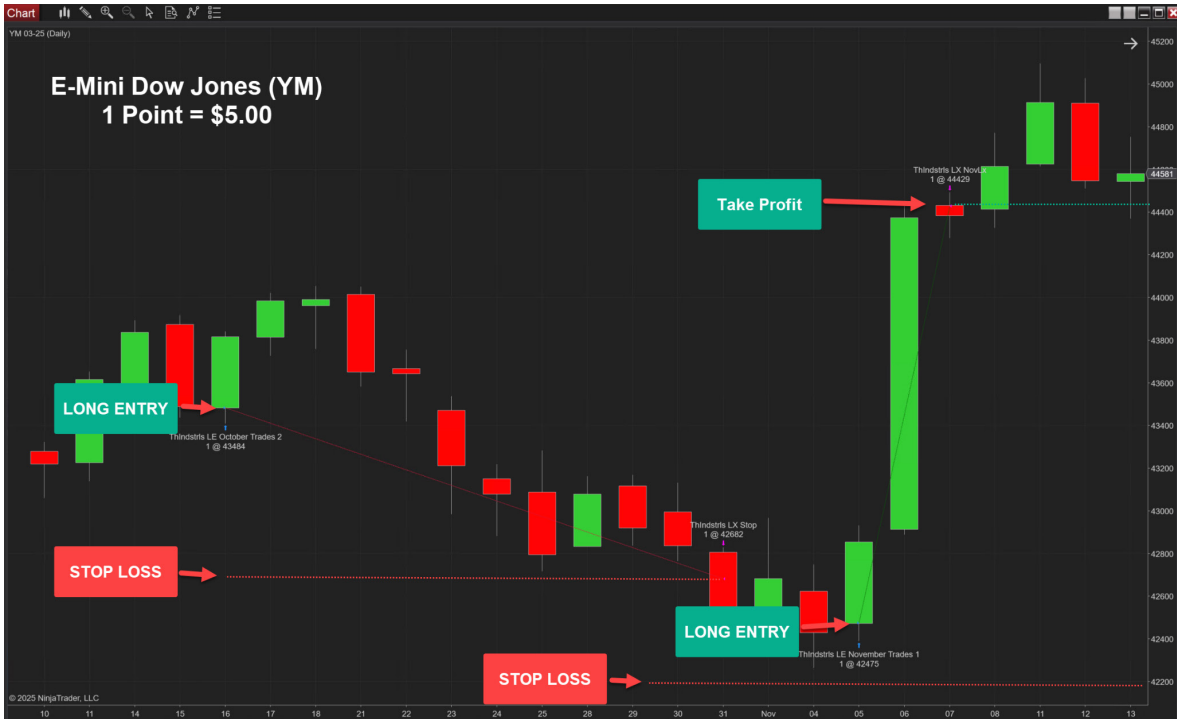 Chart
YM 03-25 (Daily)
E-Mini Dow Jones (YM)
1 Point = $5.00
45200
45000
44800
44581
44400
44200
44000
43800
43600
43400
43200
43000
42800
42600
42400
42200
ThIndstrls LX NovLx
1 @ 44429
Take Profit
LONG ENTRY
ThIndstrls LE October Trades 2
1 @ 43484
ThIndstrls LX Stop
1 @ 42682
STOP LOSS
LONG ENTRY
ThIndstrls LE November Trades 1
1 @ 42475
STOP LOSS
© 2025 NinjaTrader, LLC
10 11 14 15 16 17 18 21 22 23 24 25 28 29 30 31 Nov 04 05 06 07 08 11 12 13